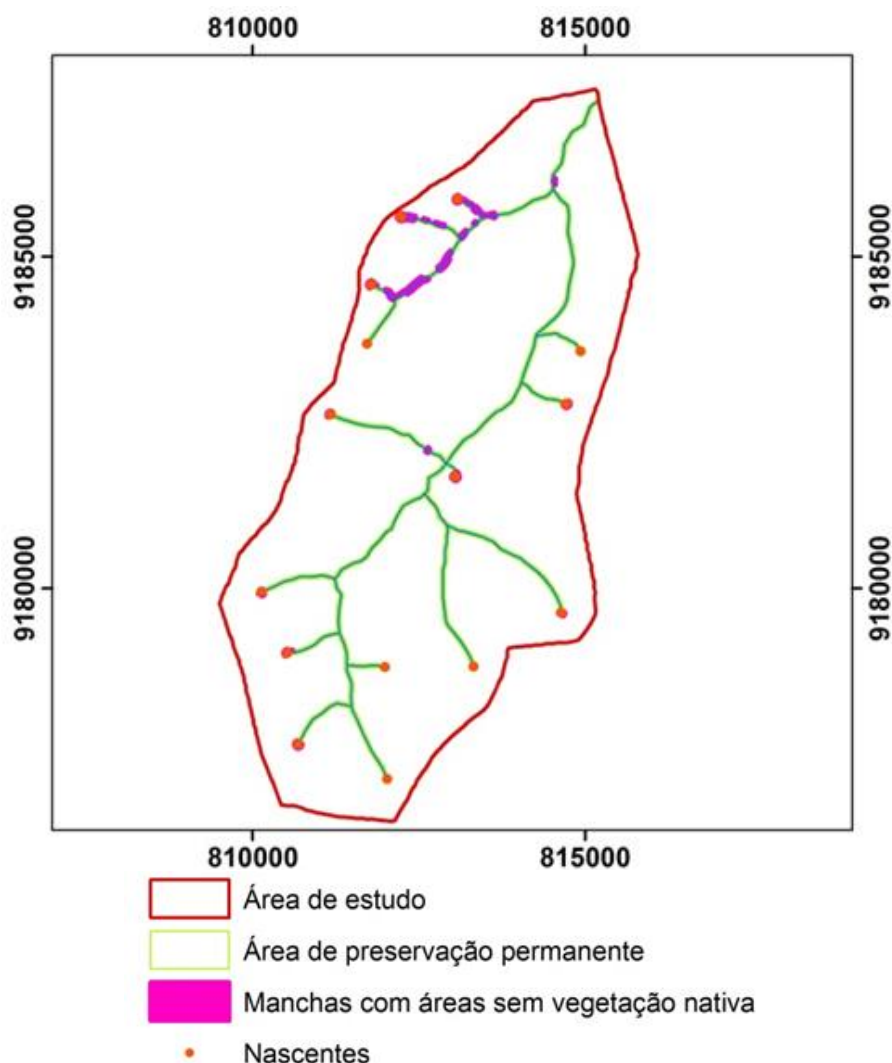 810000 815000
9185000 9185000
9180000 9180000
810000 815000
Área de estudo
Área de preservação permanente
Manchas com áreas sem vegetação nativa
Nascentes